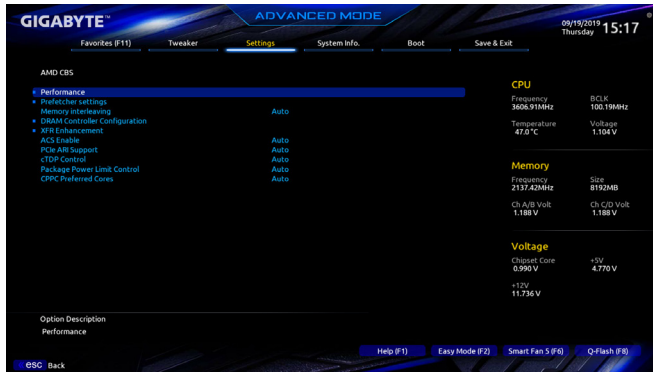 GIGABYTE™
ADVANCED MODE
09/19/2019
Thursday
15:17
Favorites (F11) Tweaker Settings System Info. Boot Save & Exit
AMD CBS
Performance
Prefetcher settings
Memory interleaving Auto
DRAM Controller Configuration
XFR Enhancement
ACS Enable Auto
PCIe ARI Support Auto
cTDP Control Auto
Package Power Limit Control Auto
CPPC Preferred Cores Auto
CPU
Frequency BCLK
3606.91MHz 100.19MHz
Temperature Voltage
47.0 °C 1.104 V
Memory
Frequency Size
2137.42MHz 8192MB
Ch A/B Volt Ch C/D Volt
1.188 V 1.188 V
Voltage
Chipset Core +5V
0.990 V 4.770 V
+12V
11.736 V
Option Description
Performance
Help (F1) Easy Mode (F2) Smart Fan 5 (F6) Q-Flash (F8)
esc Back